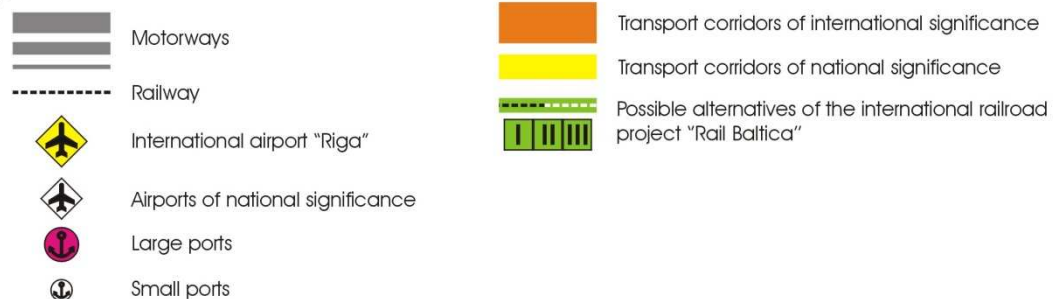 Motorways
Railway
International airport "Riga"
Airports of national significance
Large ports
Small ports
Transport corridors of international significance
Transport corridors of national significance
I II III
Possible alternatives of the international railroad
project "Rail Baltica"